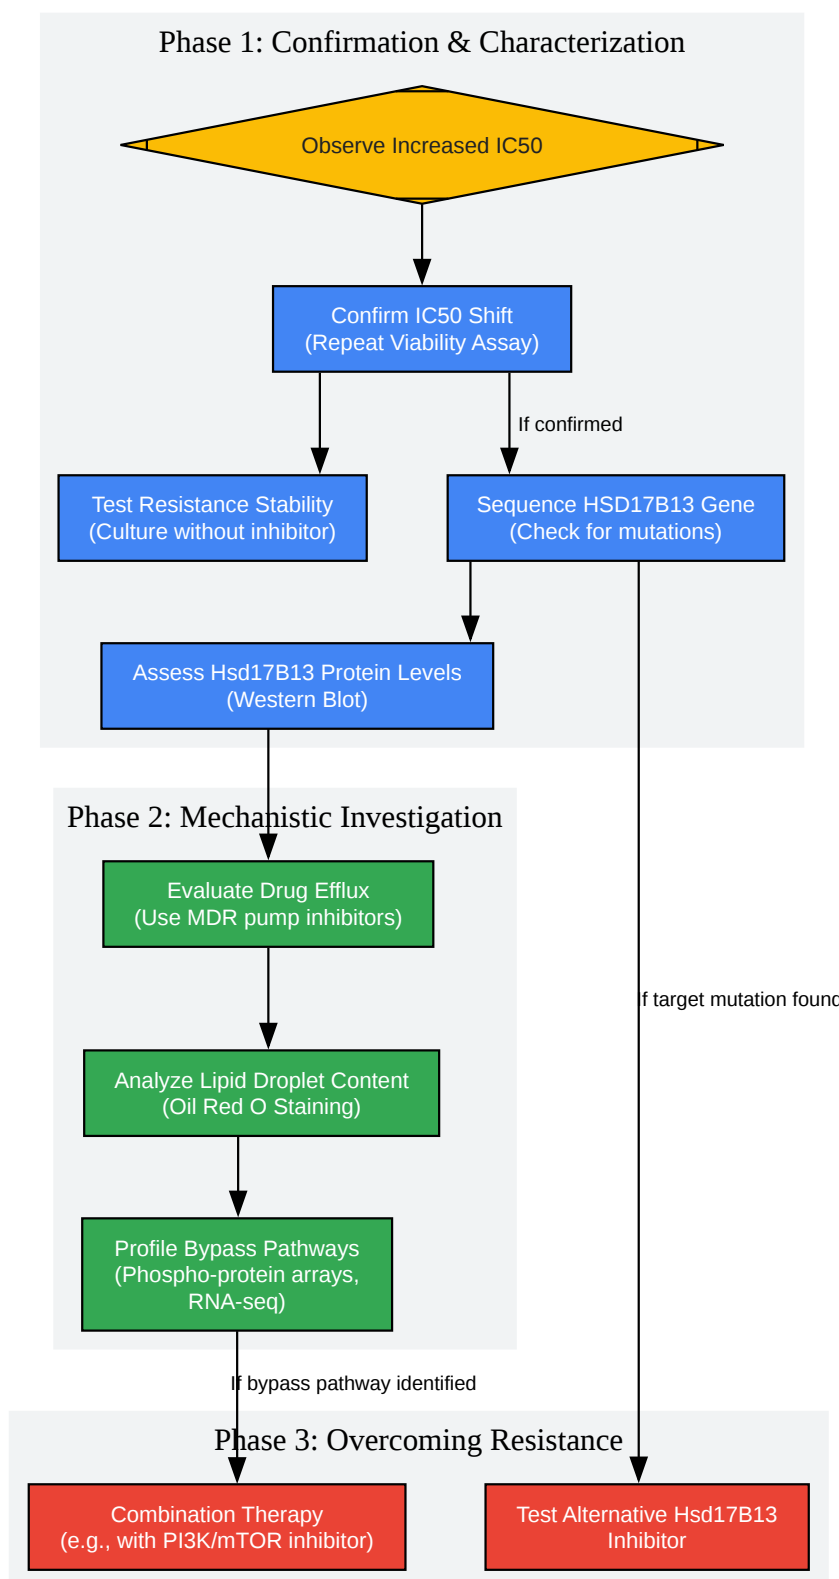 Phase 1: Confirmation & Characterization
Observe Increased IC50
Confirm IC50 Shift
(Repeat Viability Assay)
If confirmed
Test Resistance Stability
(Culture without inhibitor)
Sequence HSD17B13 Gene
(Check for mutations)
Assess Hsd17B13 Protein Levels
(Western Blot)
Phase 2: Mechanistic Investigation
Evaluate Drug Efflux
(Use MDR pump inhibitors)
If target mutation found
Analyze Lipid Droplet Content
(Oil Red O Staining)
Profile Bypass Pathways
(Phospho-protein arrays,
RNA-seq)
If bypass pathway identified
Phase 3: Overcoming Resistance
Combination Therapy
(e.g., with PI3K/mTOR inhibitor)
Test Alternative Hsd17B13
Inhibitor